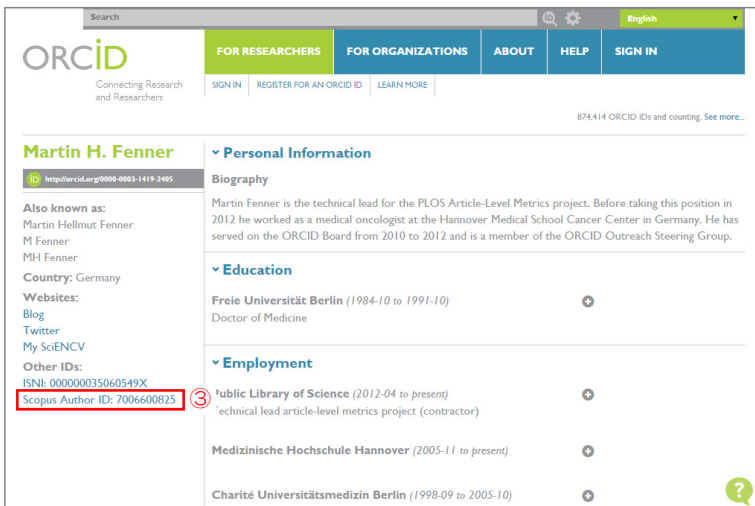 Search
English
ORCID
Connecting Research
and Researchers
FOR RESEARCHERS
FOR ORGANIZATIONS
ABOUT
HELP
SIGN IN
SIGN IN
REGISTER FOR AN ORCID ID
LEARN MORE
874,414 ORCID iDs and counting. See more...
Martin H. Fenner
iD http://orcid.org/0000-0003-1419-2405
Also known as:
Martin Hellmut Fenner
M Fenner
MH Fenner
Country: Germany
Websites:
Blog
Twitter
My SciENCV
Other IDs:
ISNI: 000000035060549X
Scopus Author ID: 7006600825
③
Personal Information
Biography
Martin Fenner is the technical lead for the PLOS Article-Level Metrics project. Before taking this position in
2012 he worked as a medical oncologist at the Hannover Medical School Cancer Center in Germany. He has
served on the ORCID Board from 2010 to 2012 and is a member of the ORCID Outreach Steering Group.
Education
Freie Universität Berlin (1984-10 to 1991-10)
Doctor of Medicine
Employment
Public Library of Science (2012-04 to present)
Technical lead article-level metrics project (contractor)
Medizinische Hochschule Hannover (2005-11 to present)
Charité Universitätsmedizin Berlin (1998-09 to 2005-10)
?